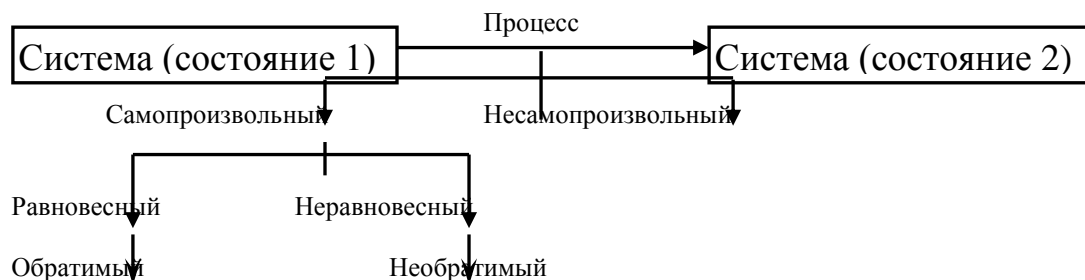 Процесс
Система (состояние 1) Система (состояние 2)
Самопроизвольный Несамопроизвольный
Равновесный Неравновесный
Обратимый Необратимый